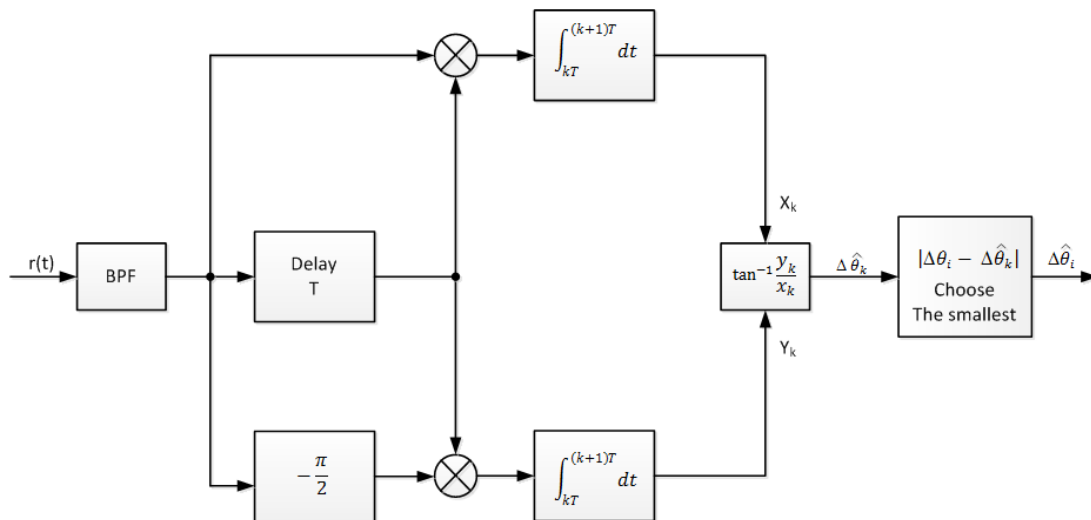 ∫_{kT}^{(k+1)T} dt
X_k
r(t)
BPF
Delay
T
tan⁻¹ y_k/x_k
Δ θ̂_k
|Δθ_i − Δθ̂_k|
Choose
The smallest
Δθ̂_i
Y_k
−π/2
∫_{kT}^{(k+1)T} dt